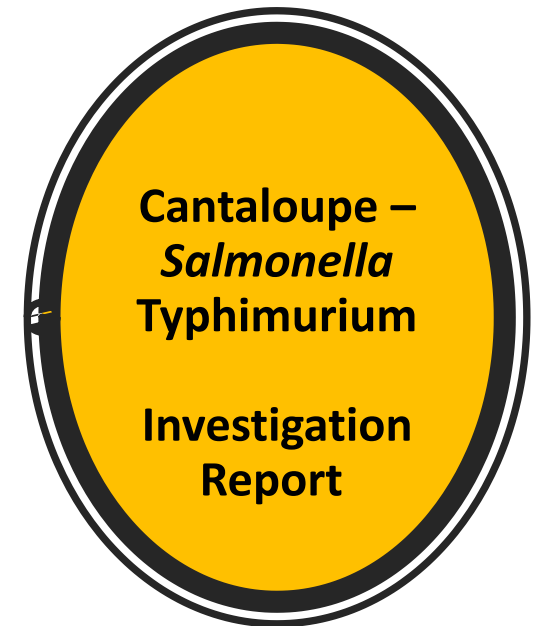 Cantaloupe –
Salmonella
Typhimurium
Investigation
Report